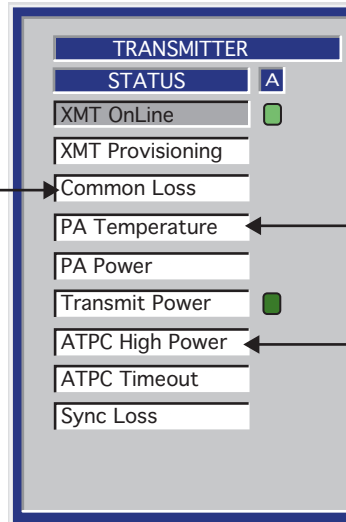 TRANSMITTER
STATUS A
XMT OnLine
XMT Provisioning
Common Loss
PA Temperature
PA Power
Transmit Power
ATPC High Power
ATPC Timeout
Sync Loss